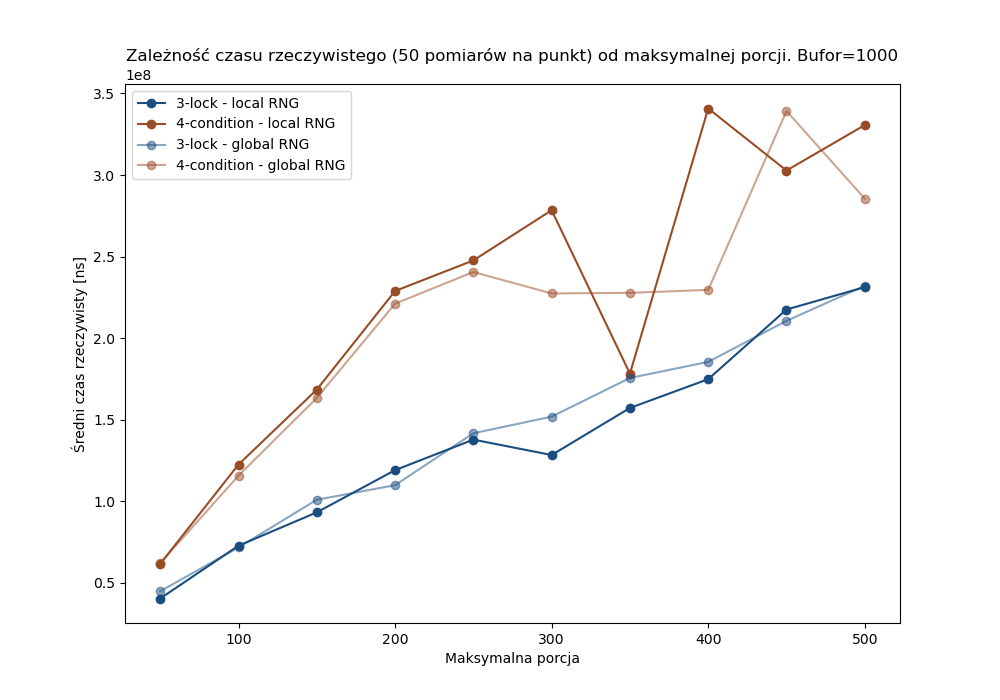 Zależność czasu rzeczywistego (50 pomiarów na punkt) od maksymalnej porcji. Bufor=1000
1e8
3-lock - local RNG
4-condition - local RNG
3-lock - global RNG
4-condition - global RNG
3.5
3.0
2.5
2.0
1.5
1.0
0.5
Średni czas rzeczywisty [ns]
100
200
300
400
500
Maksymalna porcja